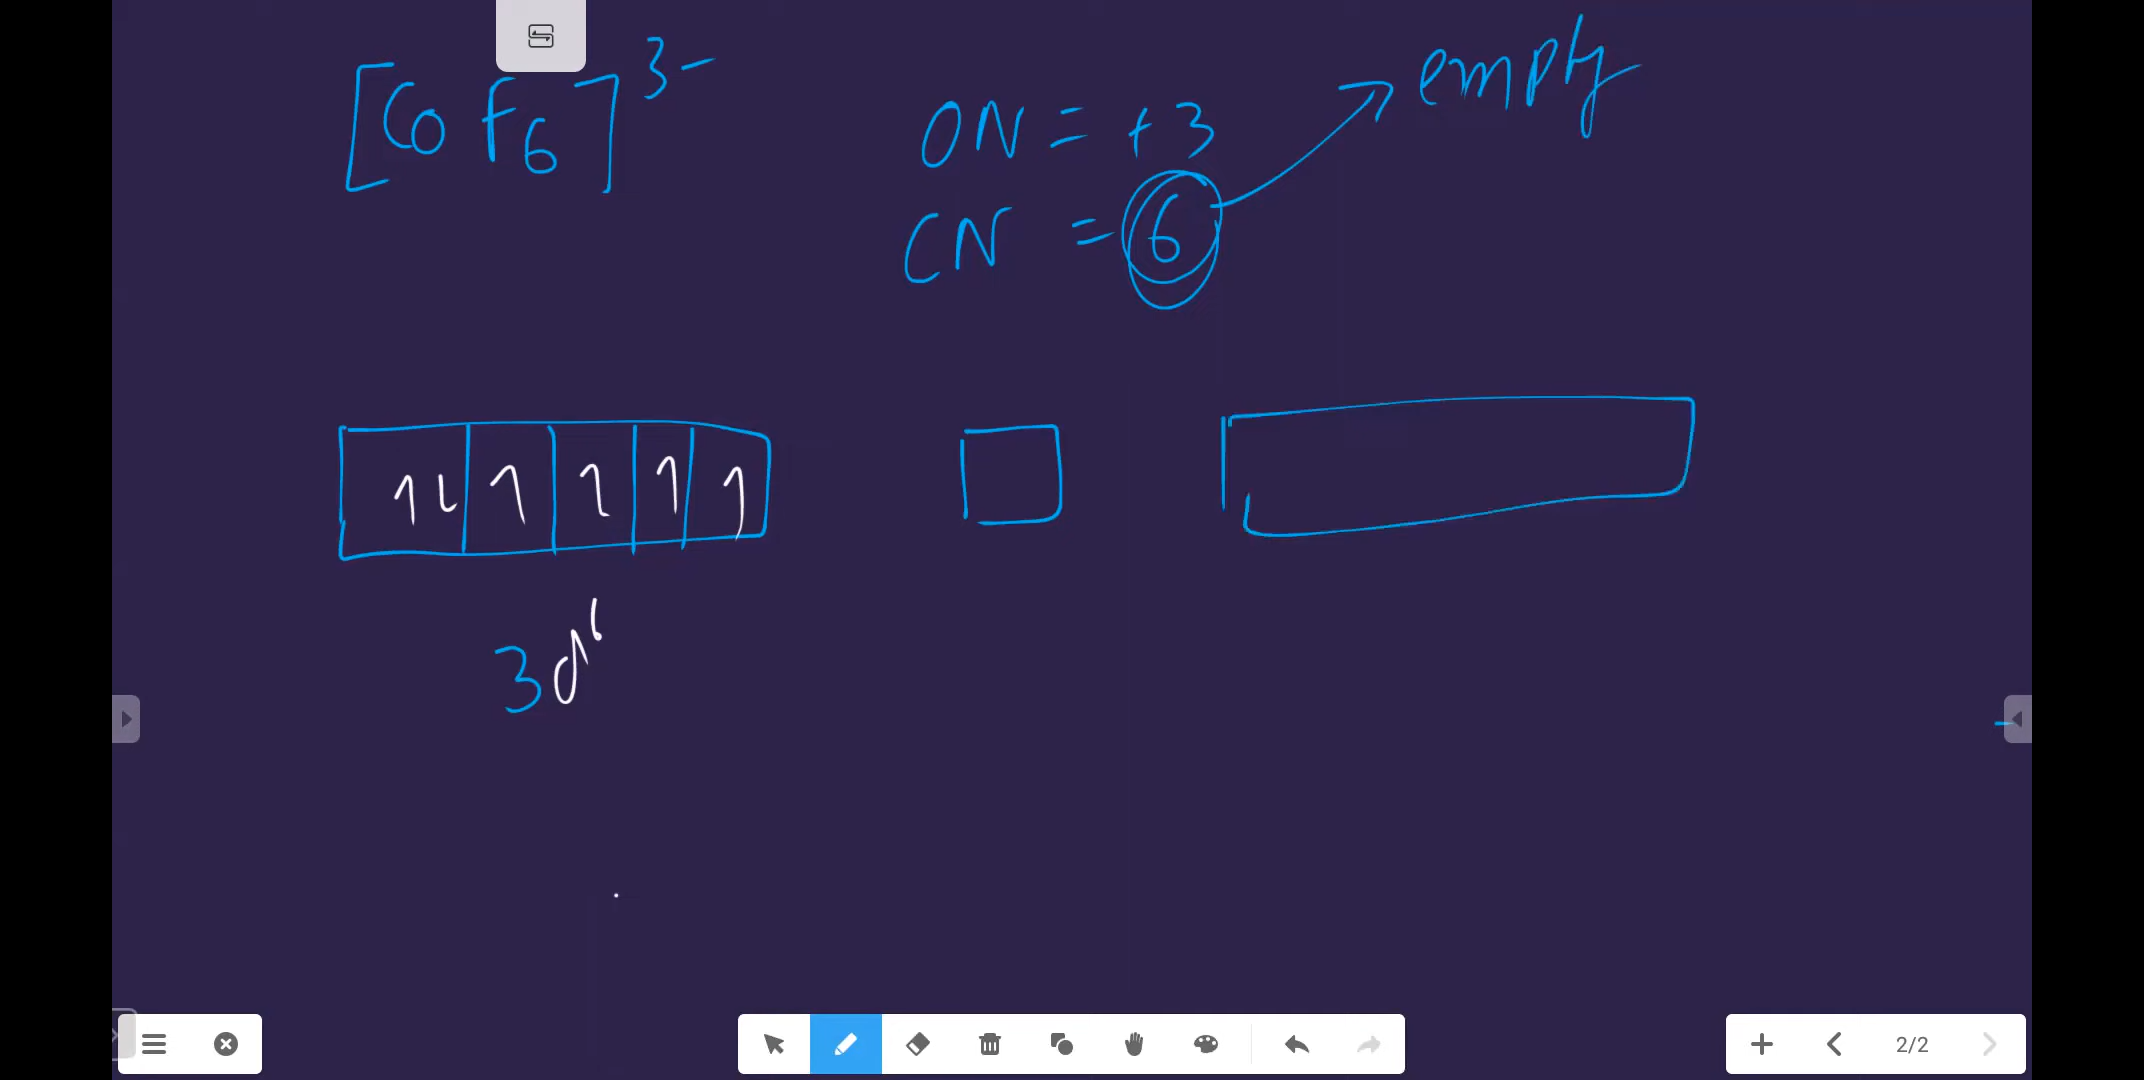 [CoF6]3-
ON = +3
CN = 6 → empty
1L 1 1 1 1
3d6
2/2